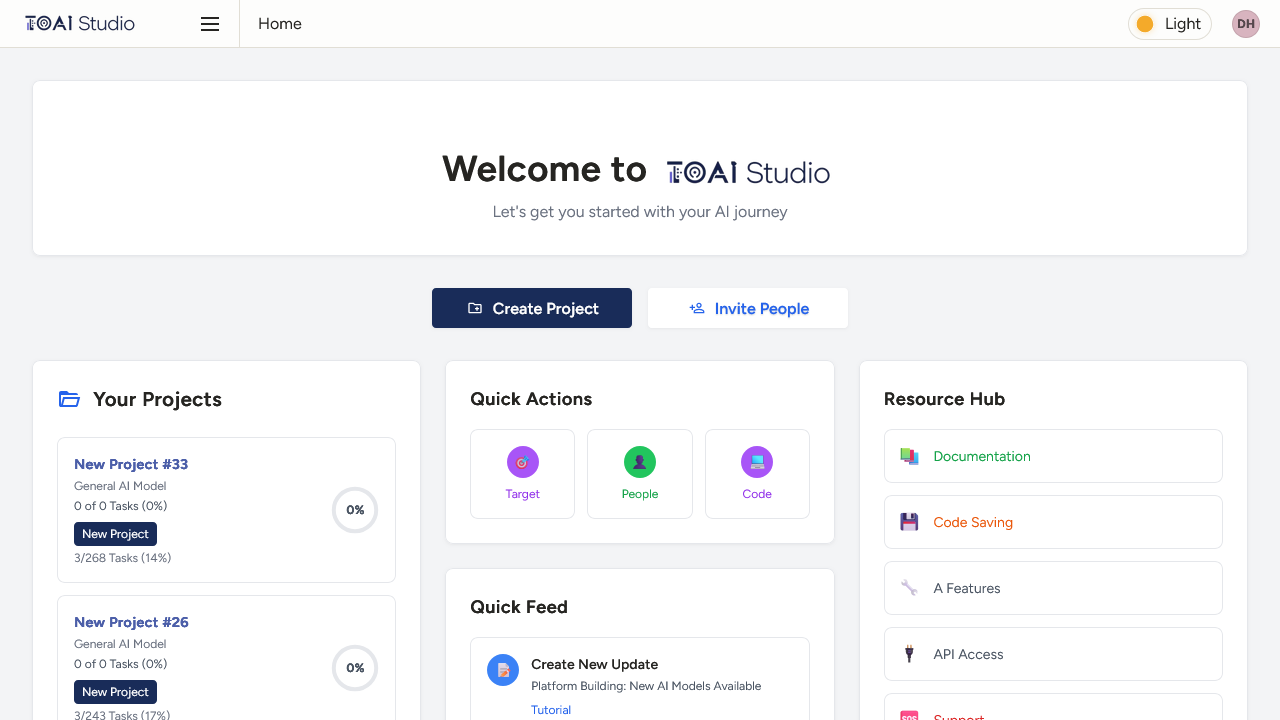 TOAI Studio
Home
Light
DH
Welcome to TOAI Studio
Let's get you started with your AI journey
Create Project
Invite People
Your Projects
New Project #33
General AI Model
0 of 0 Tasks (0%)
New Project
3/268 Tasks (14%)
0%
New Project #26
General AI Model
0 of 0 Tasks (0%)
New Project
3/243 Tasks (17%)
0%
Quick Actions
Target
People
Code
Quick Feed
Create New Update
Platform Building: New AI Models Available
Tutorial
Resource Hub
Documentation
Code Saving
A Features
API Access
SOS
Support